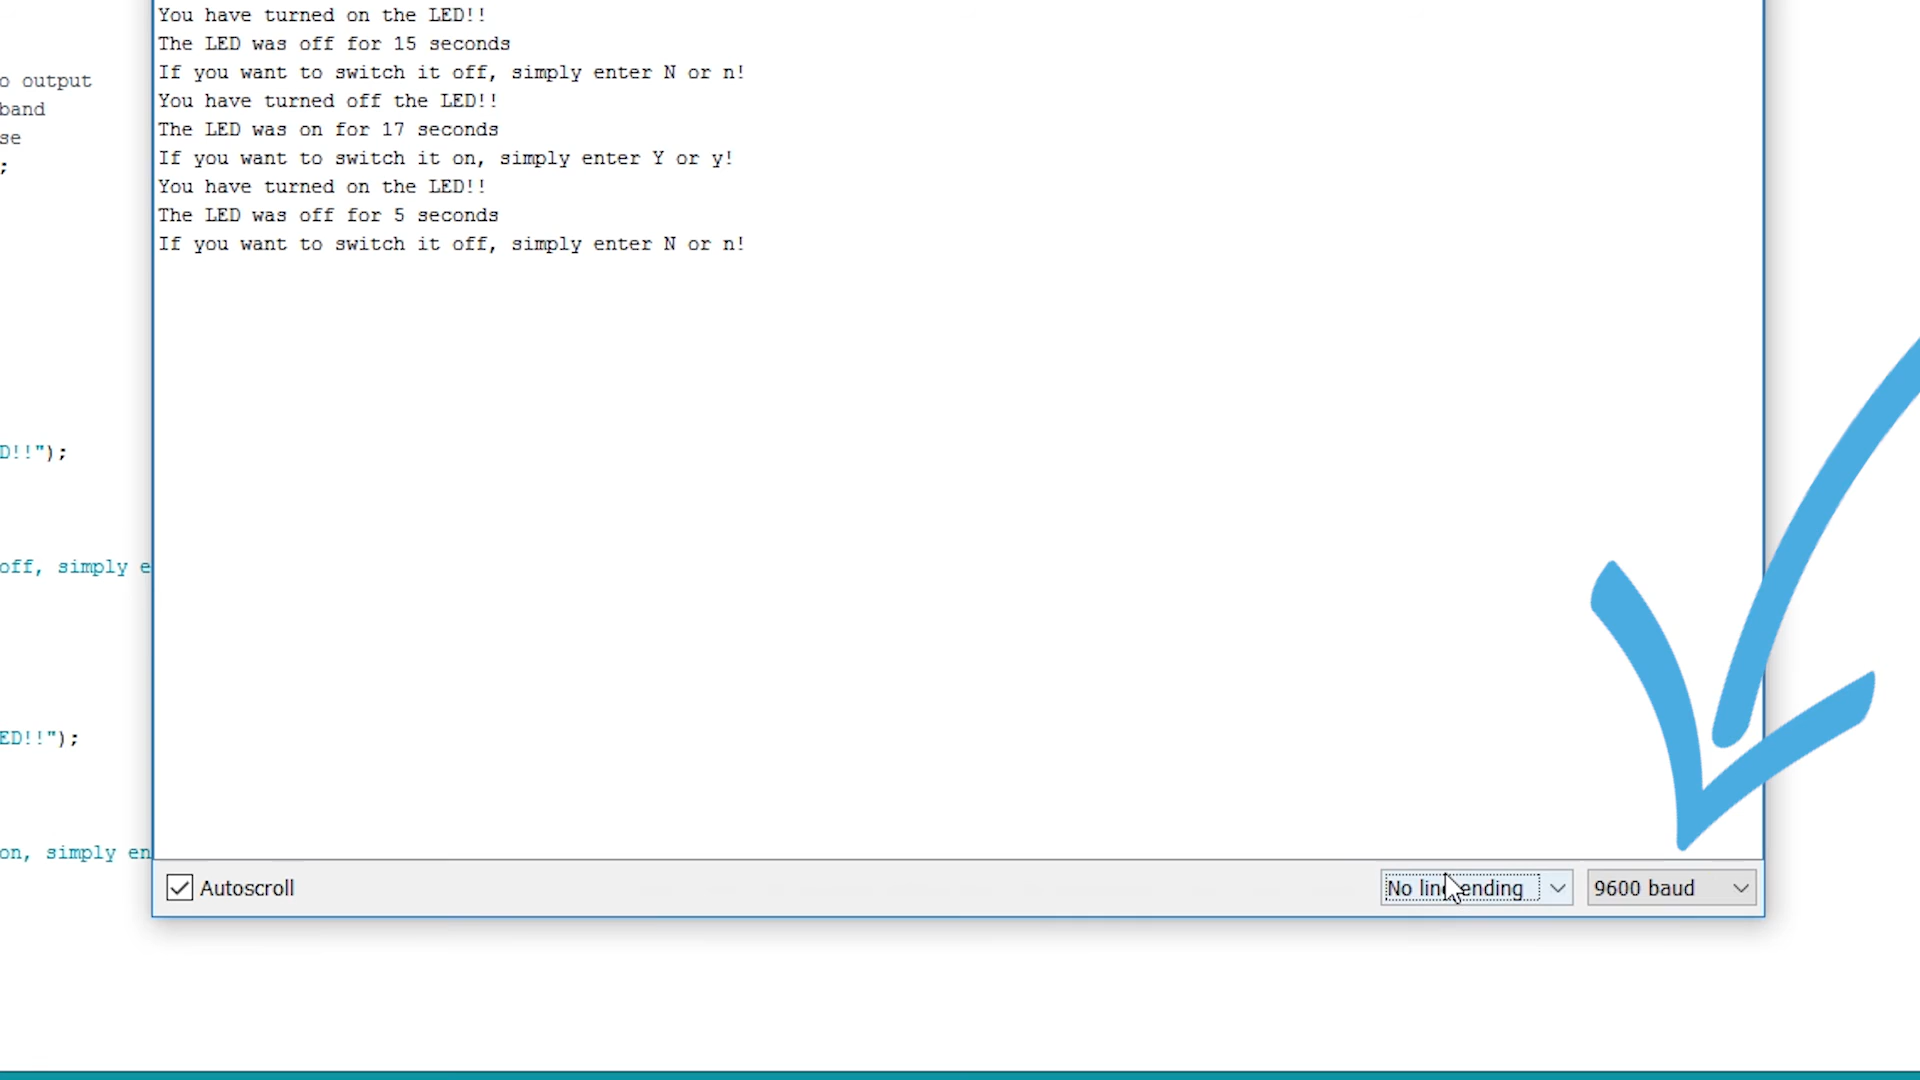 You have turned on the LED!!
The LED was off for 15 seconds
If you want to switch it off, simply enter N or n!
You have turned off the LED!!
The LED was on for 17 seconds
If you want to switch it on, simply enter Y or y!
You have turned on the LED!!
The LED was off for 5 seconds
If you want to switch it off, simply enter N or n!
o output
band
se
;
D!!");
off, simply e
ED!!");
on, simply en
Autoscroll
No line ending
9600 baud